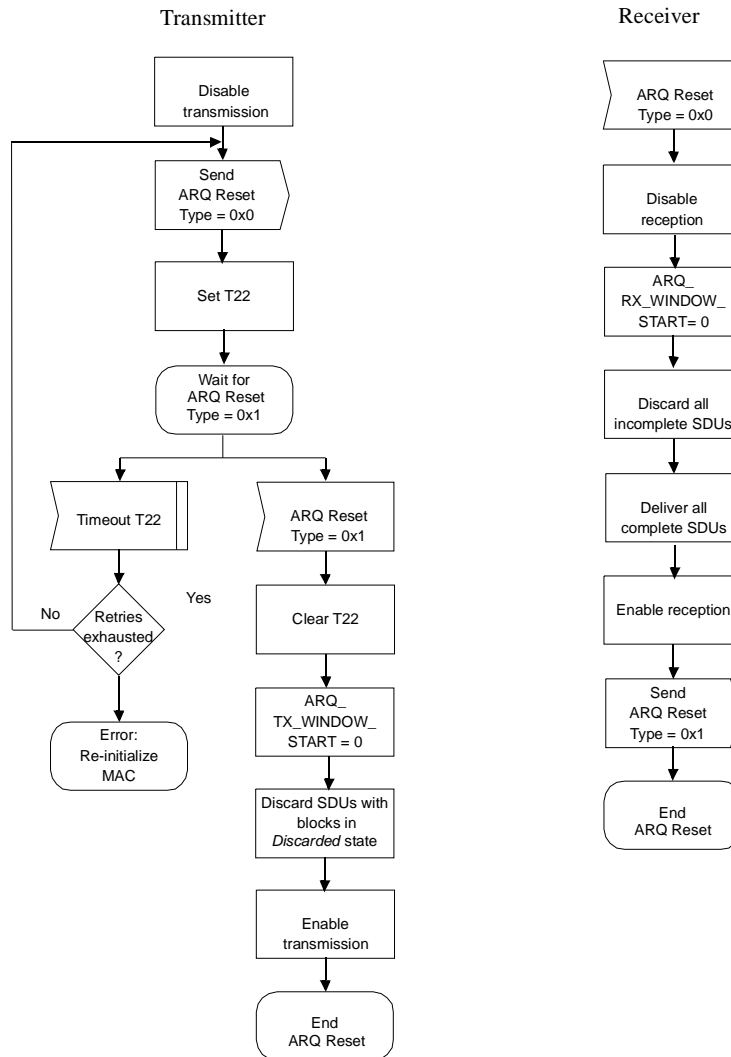 Transmitter
Disable
transmission
Send
ARQ Reset
Type = 0x0
Set T22
Wait for
ARQ Reset
Type = 0x1
Timeout T22
No
Retries
exhausted
?
Yes
Error:
Re-initialize
MAC
ARQ Reset
Type = 0x1
Clear T22
ARQ_
TX_WINDOW_
START = 0
Discard SDUs with
blocks in
Discarded state
Enable
transmission
End
ARQ Reset
Receiver
ARQ Reset
Type = 0x0
Disable
reception
ARQ_
RX_WINDOW_
START= 0
Discard all
incomplete SDUs
Deliver all
complete SDUs
Enable reception
Send
ARQ Reset
Type = 0x1
End
ARQ Reset